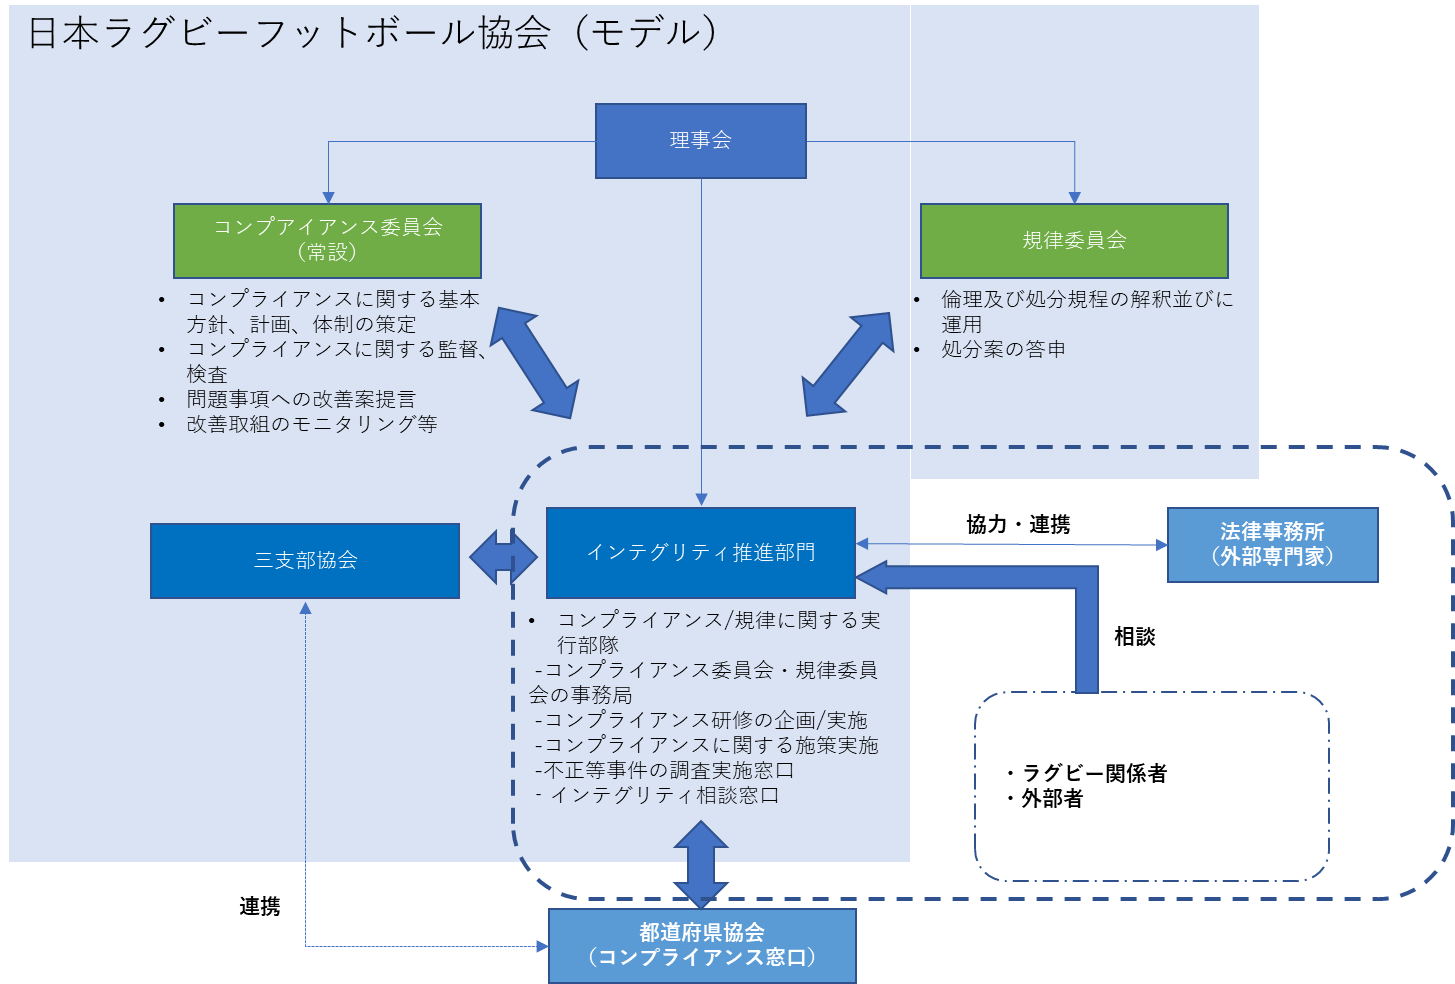 日本ラグビーフットボール協会（モデル）
理事会
コンプアイアンス委員会
（常設）
規律委員会
• コンプライアンスに関する基本
方針、計画、体制の策定
• コンプライアンスに関する監督、
検査
• 問題事項への改善案提言
• 改善取組のモニタリング等
• 倫理及び処分規程の解釈並びに
運用
• 処分案の答申
三支部協会
インテグリティ推進部門
協力・連携
法律事務所
（外部専門家）
• コンプライアンス/規律に関する実
行部隊
-コンプライアンス委員会・規律委員
会の事務局
-コンプライアンス研修の企画/実施
-コンプライアンスに関する施策実施
-不正等事件の調査実施窓口
- インテグリティ相談窓口
相談
・ラグビー関係者
・外部者
連携
都道府県協会
（コンプライアンス窓口）